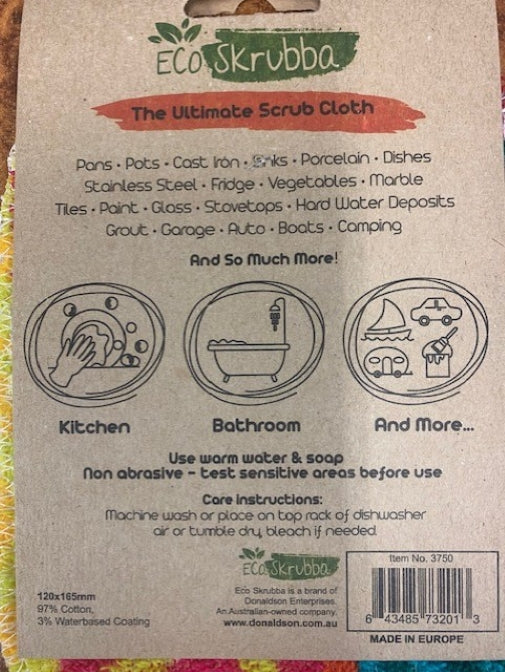 Eco Skrubba
The Ultimate Scrub Cloth
Pans • Pots • Cast Iron • Sinks • Porcelain • Dishes
Stainless Steel • Fridge • Vegetables • Marble
Tiles • Paint • Glass • Stovetops • Hard Water Deposits
Grout • Garage • Auto • Boats • Camping
And So Much More!
Kitchen
Bathroom
And More...
Use warm water & soap
Non abrasive - test sensitive areas before use
Care Instructions:
Machine wash or place on top rack of dishwasher
air or tumble dry, bleach if needed.
120x165mm
97% Cotton,
3% Waterbased Coating
Eco Skrubba
Eco Skrubba is a brand of
Donaldson Enterprises.
An Australian-owned company.
www.donaldson.com.au
Item No. 3750
6 43485 73201 3
MADE IN EUROPE